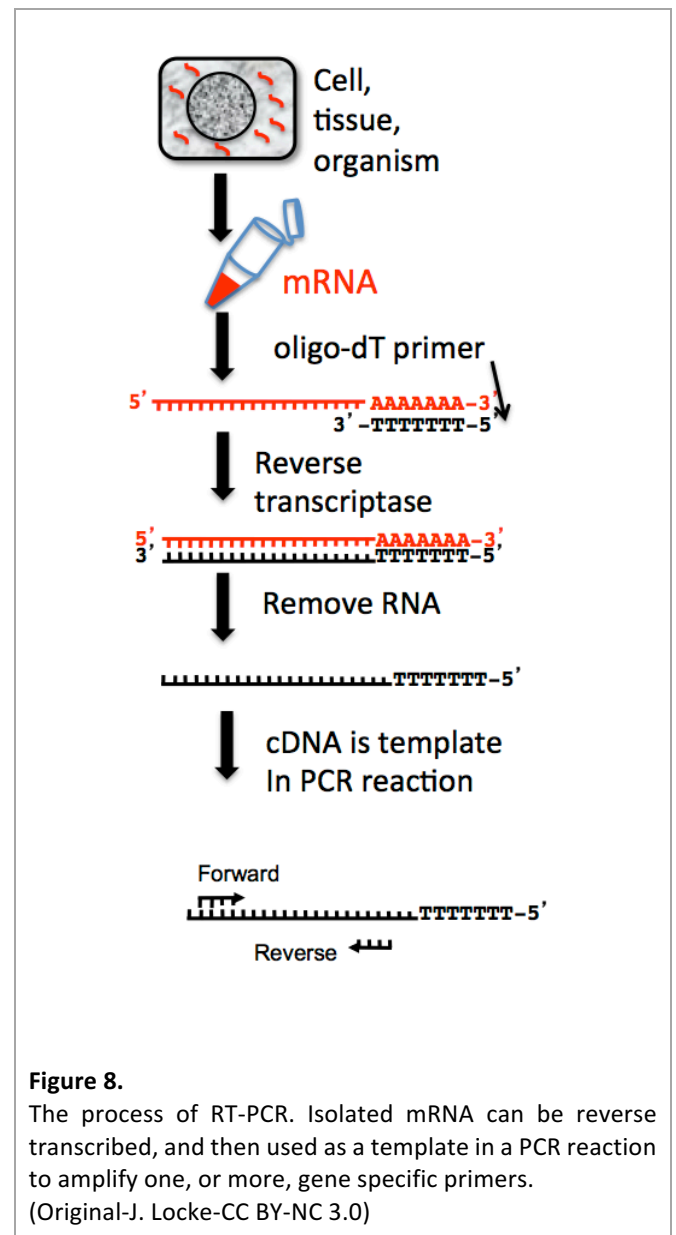 Cell,
tissue,
organism
mRNA
oligo-dT primer
5' AAAAAAA-3'
3'-TTTTTTT-5'
Reverse
transcriptase
5' AAAAAAA-3'
3' TTTTTTT-5'
Remove RNA
TTTTTTT-5'
cDNA is template
In PCR reaction
Forward
TTTTTTT-5'
Reverse
Figure 8.
The process of RT-PCR. Isolated mRNA can be reverse
transcribed, and then used as a template in a PCR reaction
to amplify one, or more, gene specific primers.
(Original-J. Locke-CC BY-NC 3.0)